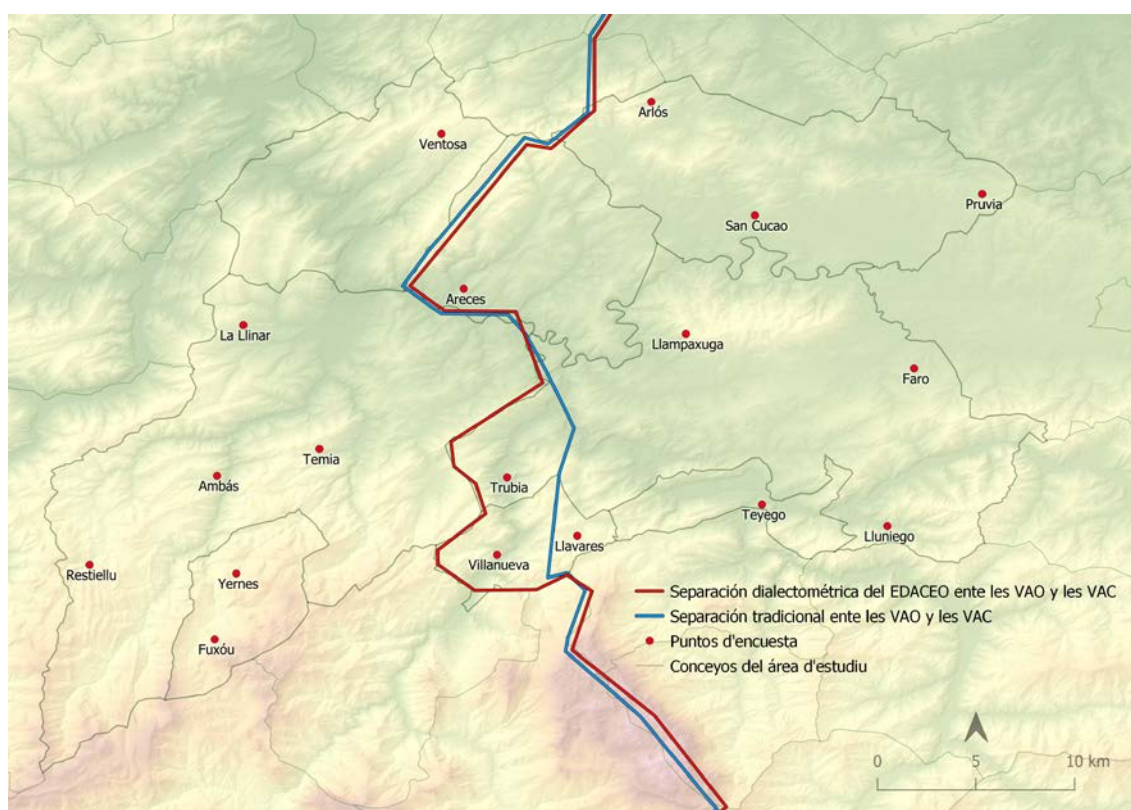 Arlós
Ventosa
Pruvia
San Cucao
Areces
La Llinar
Llampaxuga
Faro
Temia
Ambás
Trubia
Teyego
Lluniego
Llavares
Villanueva
Restiellu
Yernes
Fuxóu
Separación dialectométrica del EDACEO ente les VAO y les VAC
Separación tradicional ente les VAO y les VAC
Puntos d'encuesta
Conceyos del área d'estudiu
0 5 10 km